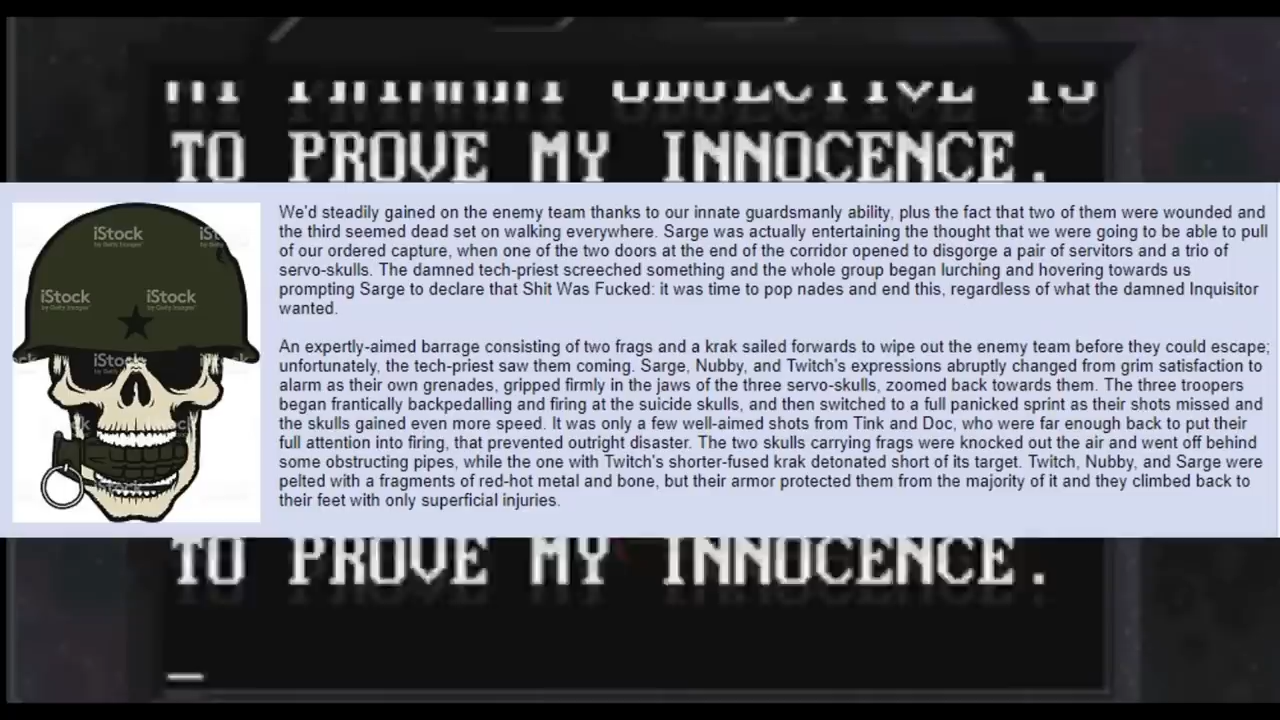 TO PROVE MY INNOCENCE.
We'd steadily gained on the enemy team thanks to our innate guardsmanly ability, plus the fact that two of them were wounded and
the third seemed dead set on walking everywhere. Sarge was actually entertaining the thought that we were going to be able to pull
of our ordered capture, when one of the two doors at the end of the corridor opened to disgorge a pair of servitors and a trio of
servo-skulls. The damned tech-priest screeched something and the whole group began lurching and hovering towards us
prompting Sarge to declare that Shit Was Fucked: it was time to pop nades and end this, regardless of what the damned Inquisitor
wanted.
An expertly-aimed barrage consisting of two frags and a krak sailed forwards to wipe out the enemy team before they could escape;
unfortunately, the tech-priest saw them coming. Sarge, Nubby, and Twitch's expressions abruptly changed from grim satisfaction to
alarm as their own grenades, gripped firmly in the jaws of the three servo-skulls, zoomed back towards them. The three troopers
began frantically backpedalling and firing at the suicide skulls, and then switched to a full panicked sprint as their shots missed and
the skulls gained even more speed. It was only a few well-aimed shots from Tink and Doc, who were far enough back to put their
full attention into firing, that prevented outright disaster. The two skulls carrying frags were knocked out the air and went off behind
some obstructing pipes, while the one with Twitch's shorter-fused krak detonated short of its target. Twitch, Nubby, and Sarge were
pelted with a fragments of red-hot metal and bone, but their armor protected them from the majority of it and they climbed back to
their feet with only superficial injuries.
iStock
by Getty Images
iStock
iStock
iStock
iStock
TO PROVE MY INNOCENCE.